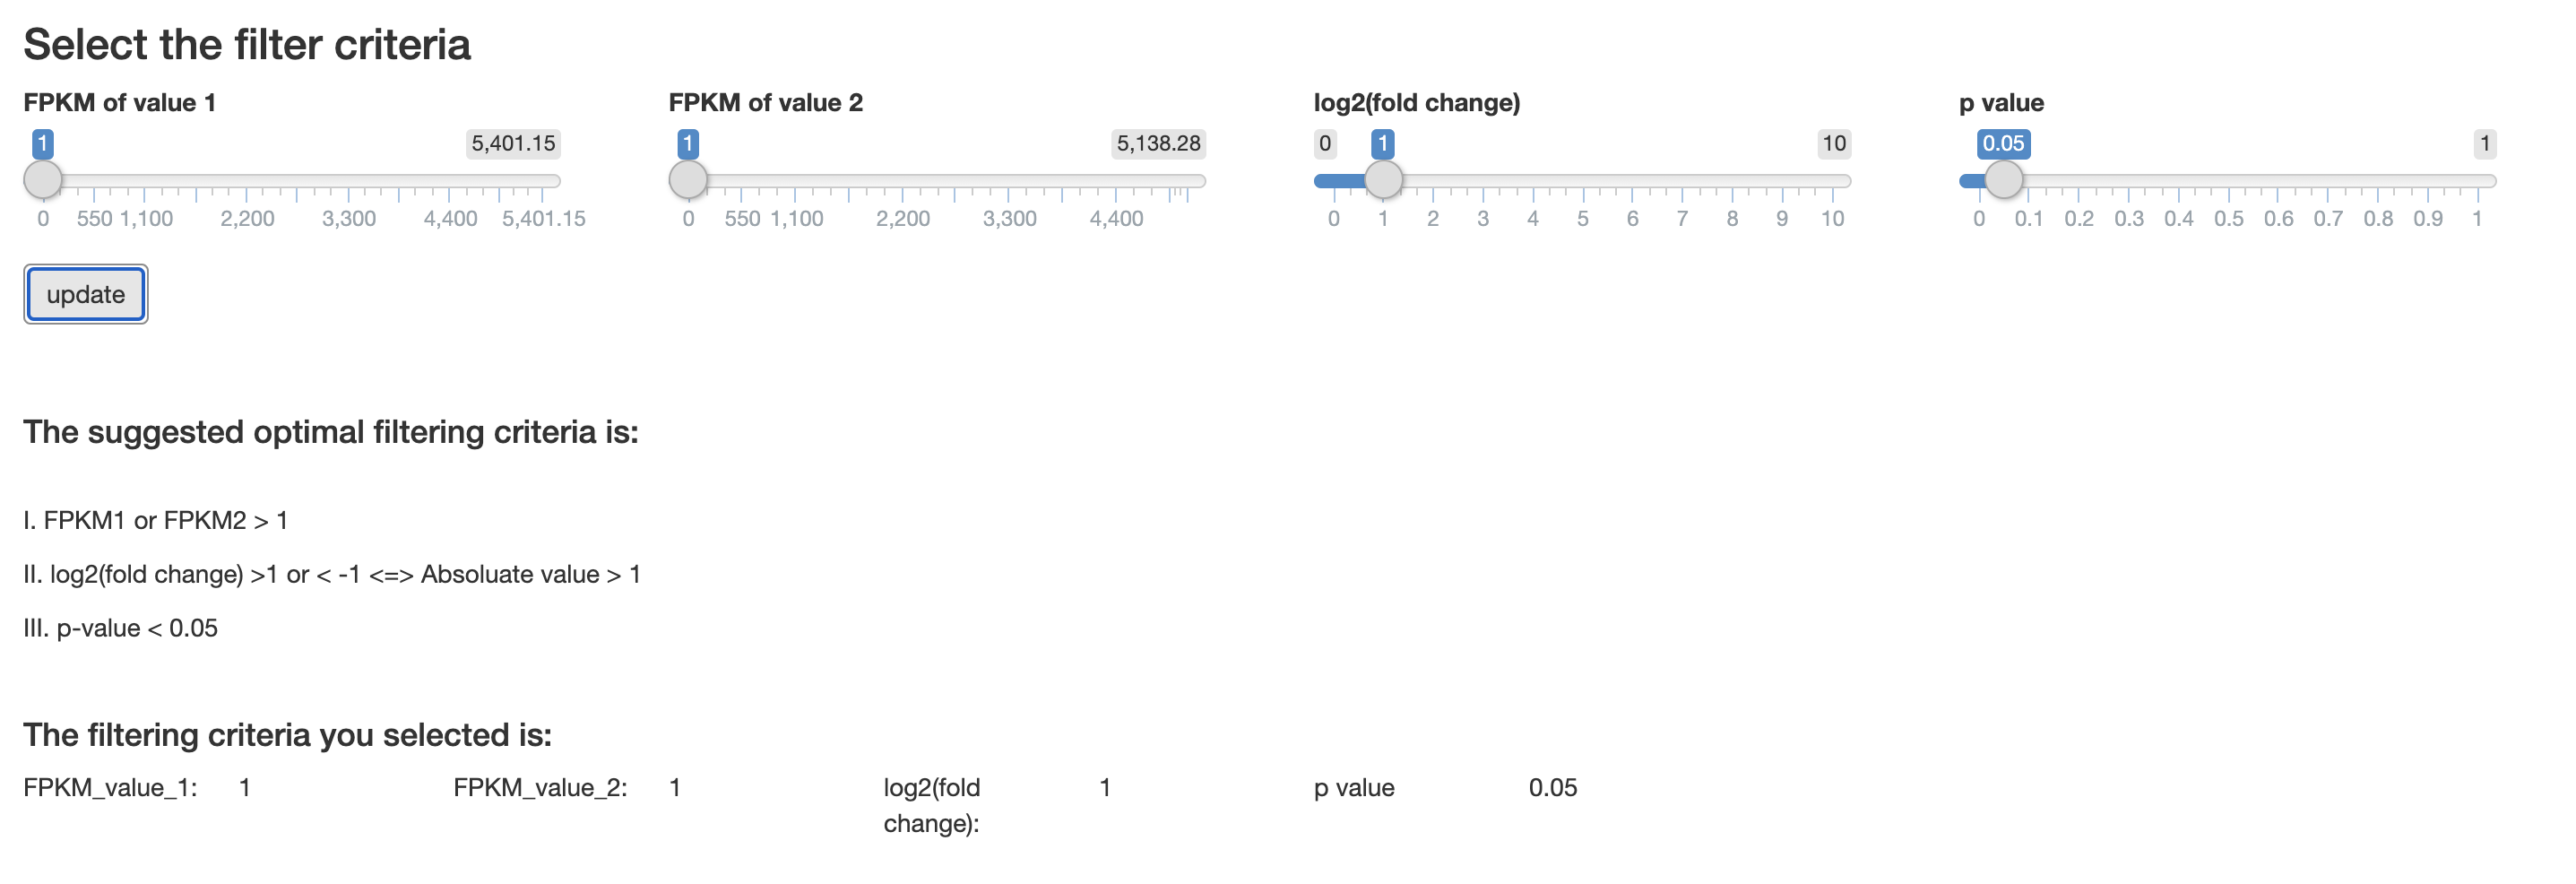 Select the filter criteria
FPKM of value 1
FPKM of value 2
log2(fold change)
p value
1 5,401.15
1 5,138.28
0 1 10
0.05 1
0 550 1,100 2,200 3,300 4,400 5,401.15
0 550 1,100 2,200 3,300 4,400
0 1 2 3 4 5 6 7 8 9 10
0 0.1 0.2 0.3 0.4 0.5 0.6 0.7 0.8 0.9 1
update
The suggested optimal filtering criteria is:
I. FPKM1 or FPKM2 > 1
II. log2(fold change) >1 or < -1 <=> Absoluate value > 1
III. p-value < 0.05
The filtering criteria you selected is:
FPKM_value_1: 1
FPKM_value_2: 1
log2(fold
change): 1
p value 0.05